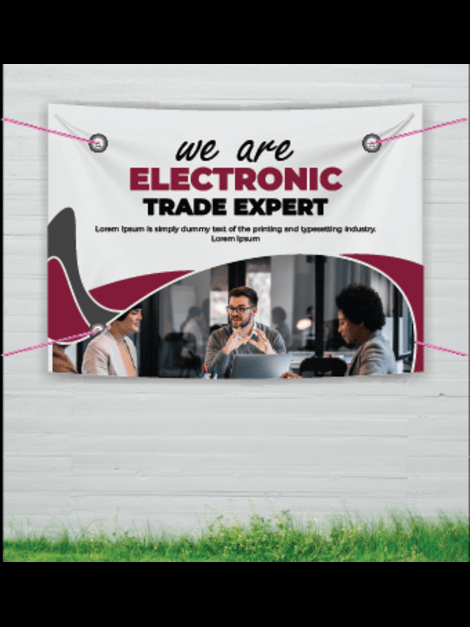 we are
ELECTRONIC
TRADE EXPERT
Lorem Ipsum is simply dummy text of the printing and typesetting industry.
Lorem Ipsum